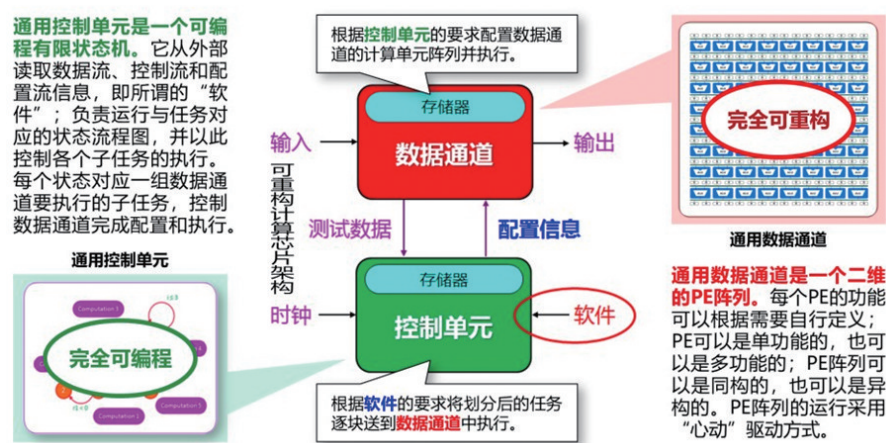 通用控制单元是一个可编
程有限状态机。它从外部
读取数据流、控制流和配
置流信息，即所谓的“软
件”；负责运行与任务对
应的状态流程图，并以此
控制各个子任务的执行。
每个状态对应一组数据通
道要执行的子任务，控制
数据通道完成配置和执行。
通用控制单元
Computation 1
完全可编程
Computation 2
Computation 3
根据控制单元的要求配置数据通
道的计算单元阵列并执行。
存储器
数据通道
输入
输出
可重构计算芯片架构
测试数据
配置信息
存储器
控制单元
时钟
软件
根据软件的要求将划分后的任务
逐块送到数据通道中执行。
完全可重构
通用数据通道
通用数据通道是一个二维
的PE阵列。每个PE的功能
可以根据需要自行定义；
PE可以是单功能的，也可
以是多功能的；PE阵列可
以是同构的，也可以是异
构的。PE阵列的运行采用
“心动”驱动方式。